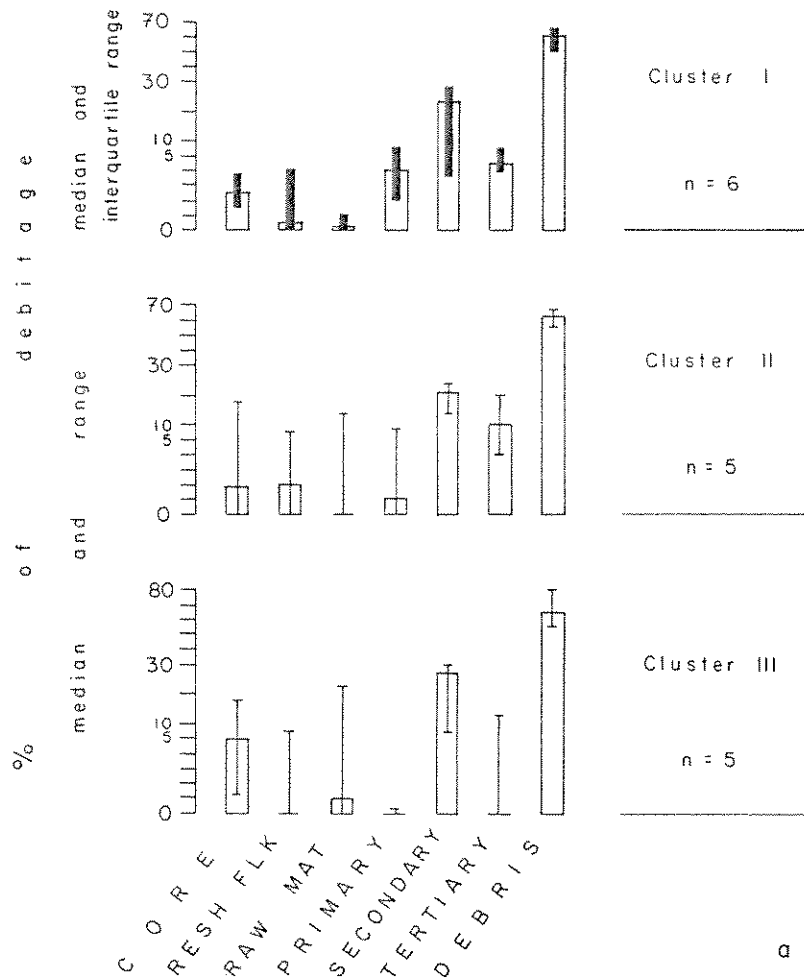 % of debitage
median and
interquartile range
70
30
10
5
0
Cluster I
n = 6
median and range
70
30
10
5
0
Cluster II
n = 5
80
30
10
5
0
Cluster III
n = 5
CORE
RESH FLK
RAW MAT
PRIMARY
SECONDARY
TERTIARY
DEBRIS
a